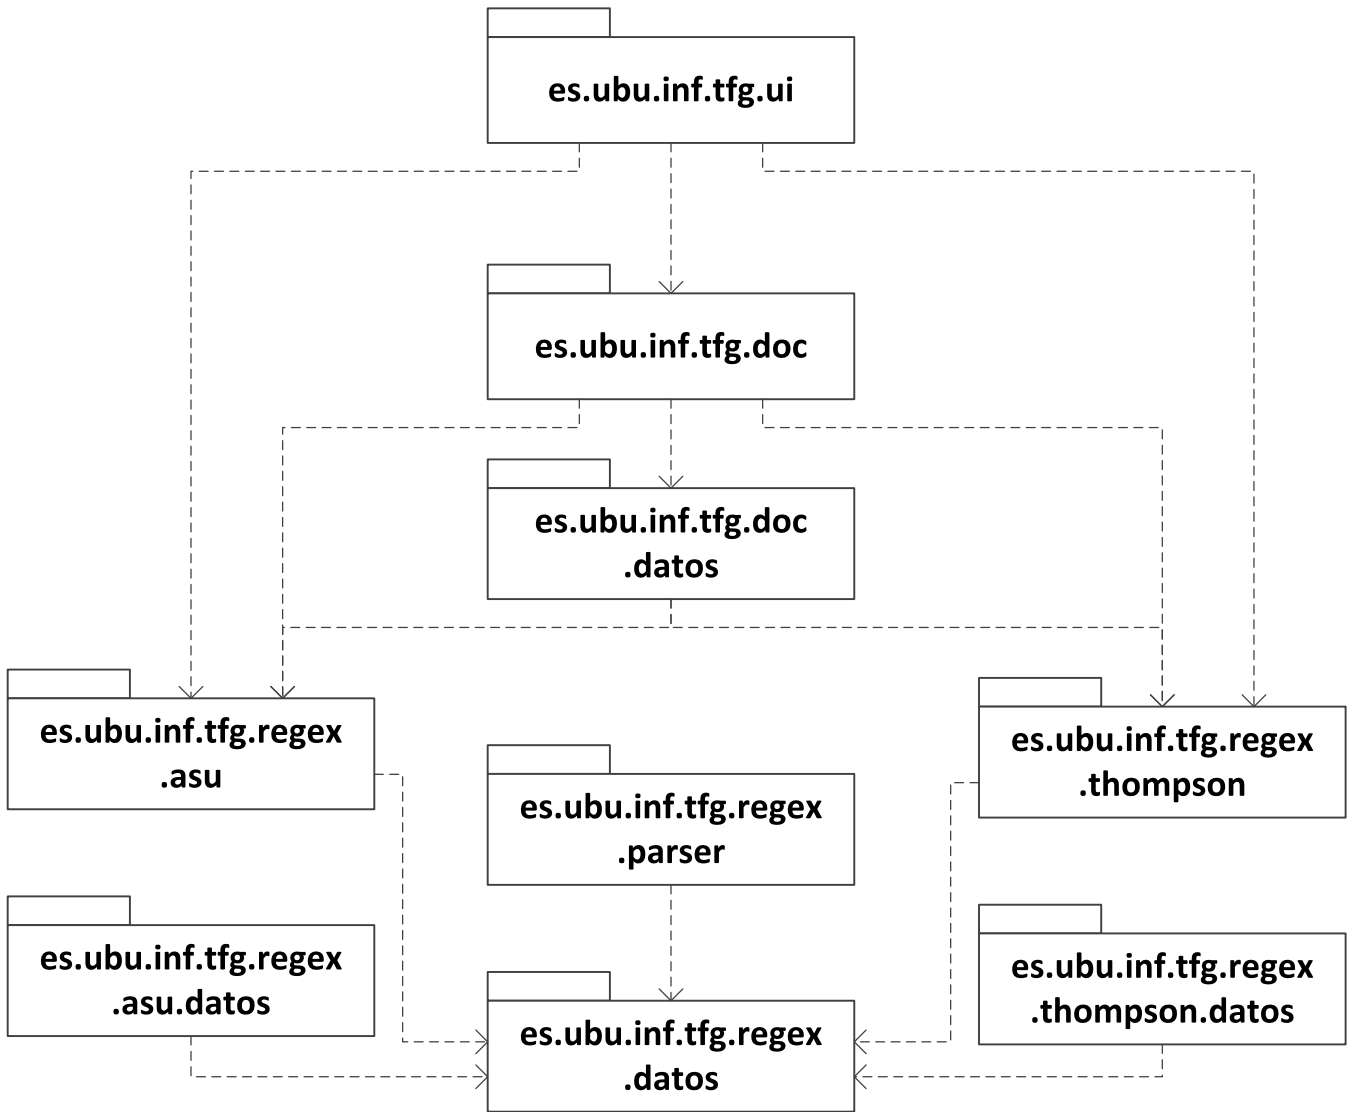 es.ubu.inf.tfg.ui
es.ubu.inf.tfg.doc
es.ubu.inf.tfg.doc
.datos
es.ubu.inf.tfg.regex
.asu
es.ubu.inf.tfg.regex
.thompson
es.ubu.inf.tfg.regex
.parser
es.ubu.inf.tfg.regex
.asu.datos
es.ubu.inf.tfg.regex
.thompson.datos
es.ubu.inf.tfg.regex
.datos